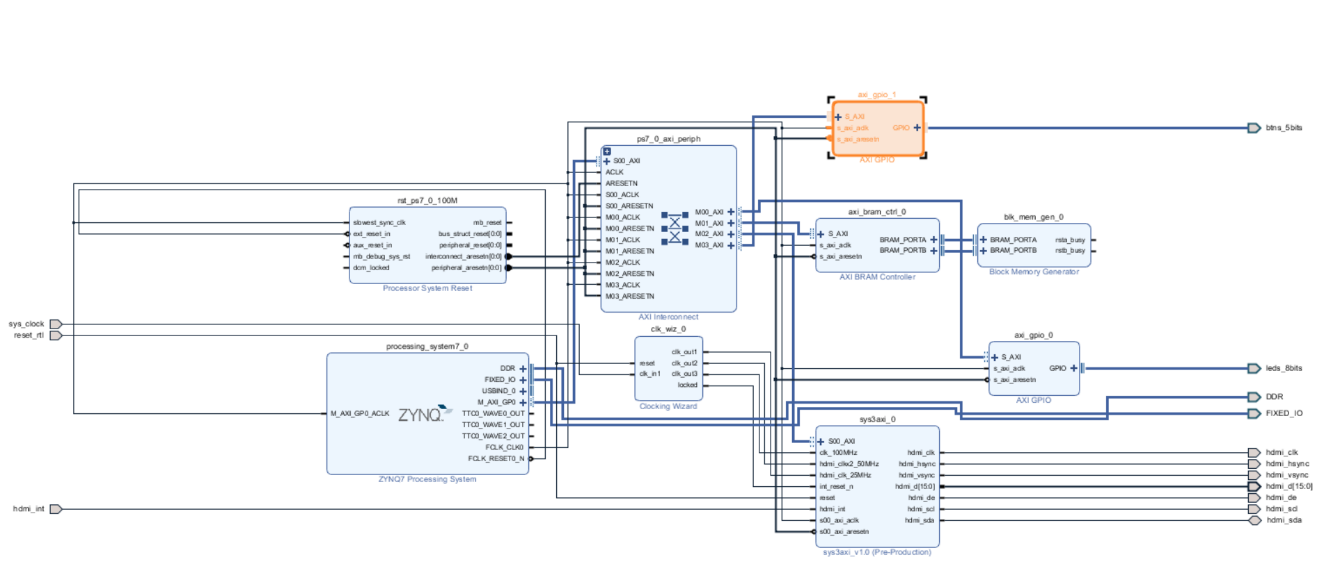 axi_gpio_1
S_AXI
s_axi_aclk
s_axi_aresetn
GPIO
AXI GPIO
btns_5bits
ps7_0_axi_periph
S00_AXI
ACLK
ARESETN
S00_ACLK
S00_ARESETN
M00_ACLK
M00_ARESETN
M01_ACLK
M01_ARESETN
M02_ACLK
M02_ARESETN
M03_ACLK
M03_ARESETN
M00_AXI
M01_AXI
M02_AXI
M03_AXI
AXI Interconnect
rst_ps7_0_100M
slowest_sync_clk
ext_reset_in
aux_reset_in
mb_debug_sys_rst
dcm_locked
mb_reset
bus_struct_reset[0:0]
peripheral_reset[0:0]
interconnect_aresetn[0:0]
peripheral_aresetn[0:0]
Processor System Reset
axi_bram_ctrl_0
S_AXI
s_axi_aclk
s_axi_aresetn
BRAM_PORTA
BRAM_PORTB
AXI BRAM Controller
blk_mem_gen_0
BRAM_PORTA
BRAM_PORTB
rsta_busy
rstb_busy
Block Memory Generator
sys_clock
reset_rtl
clk_wiz_0
reset
clk_in1
clk_out1
clk_out2
clk_out3
locked
Clocking Wizard
axi_gpio_0
S_AXI
s_axi_aclk
s_axi_aresetn
GPIO
AXI GPIO
leds_8bits
DDR
FIXED_IO
processing_system7_0
M_AXI_GP0_ACLK
ZYNQ
DDR
FIXED_IO
USBIND_0
M_AXI_GP0
TTC0_WAVE0_OUT
TTC0_WAVE1_OUT
TTC0_WAVE2_OUT
FCLK_CLK0
FCLK_RESET0_N
ZYNQ7 Processing System
sys3axi_0
S00_AXI
clk_100MHz
hdmi_clkx2_50MHz
hdmi_clk_25MHz
int_reset_n
reset
hdmi_int
s00_axi_aclk
s00_axi_aresetn
hdmi_clk
hdmi_hsync
hdmi_vsync
hdmi_d[15:0]
hdmi_de
hdmi_scl
hdmi_sda
sys3axi_v1.0 (Pre-Production)
hdmi_int
hdmi_clk
hdmi_hsync
hdmi_vsync
hdmi_d[15:0]
hdmi_de
hdmi_scl
hdmi_sda